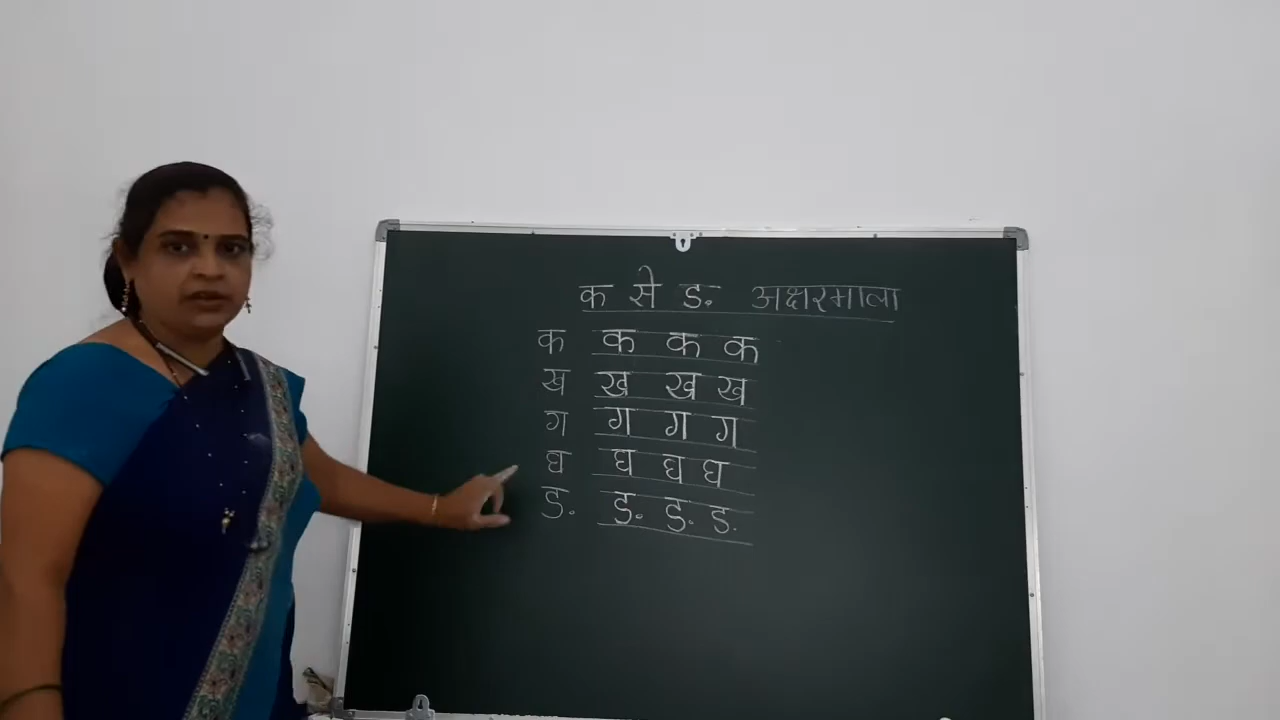 क से ङ अक्षरमाला
क क क क
ख ख ख ख
ग ग ग ग
घ घ घ घ
ङ ङ ङ ङ